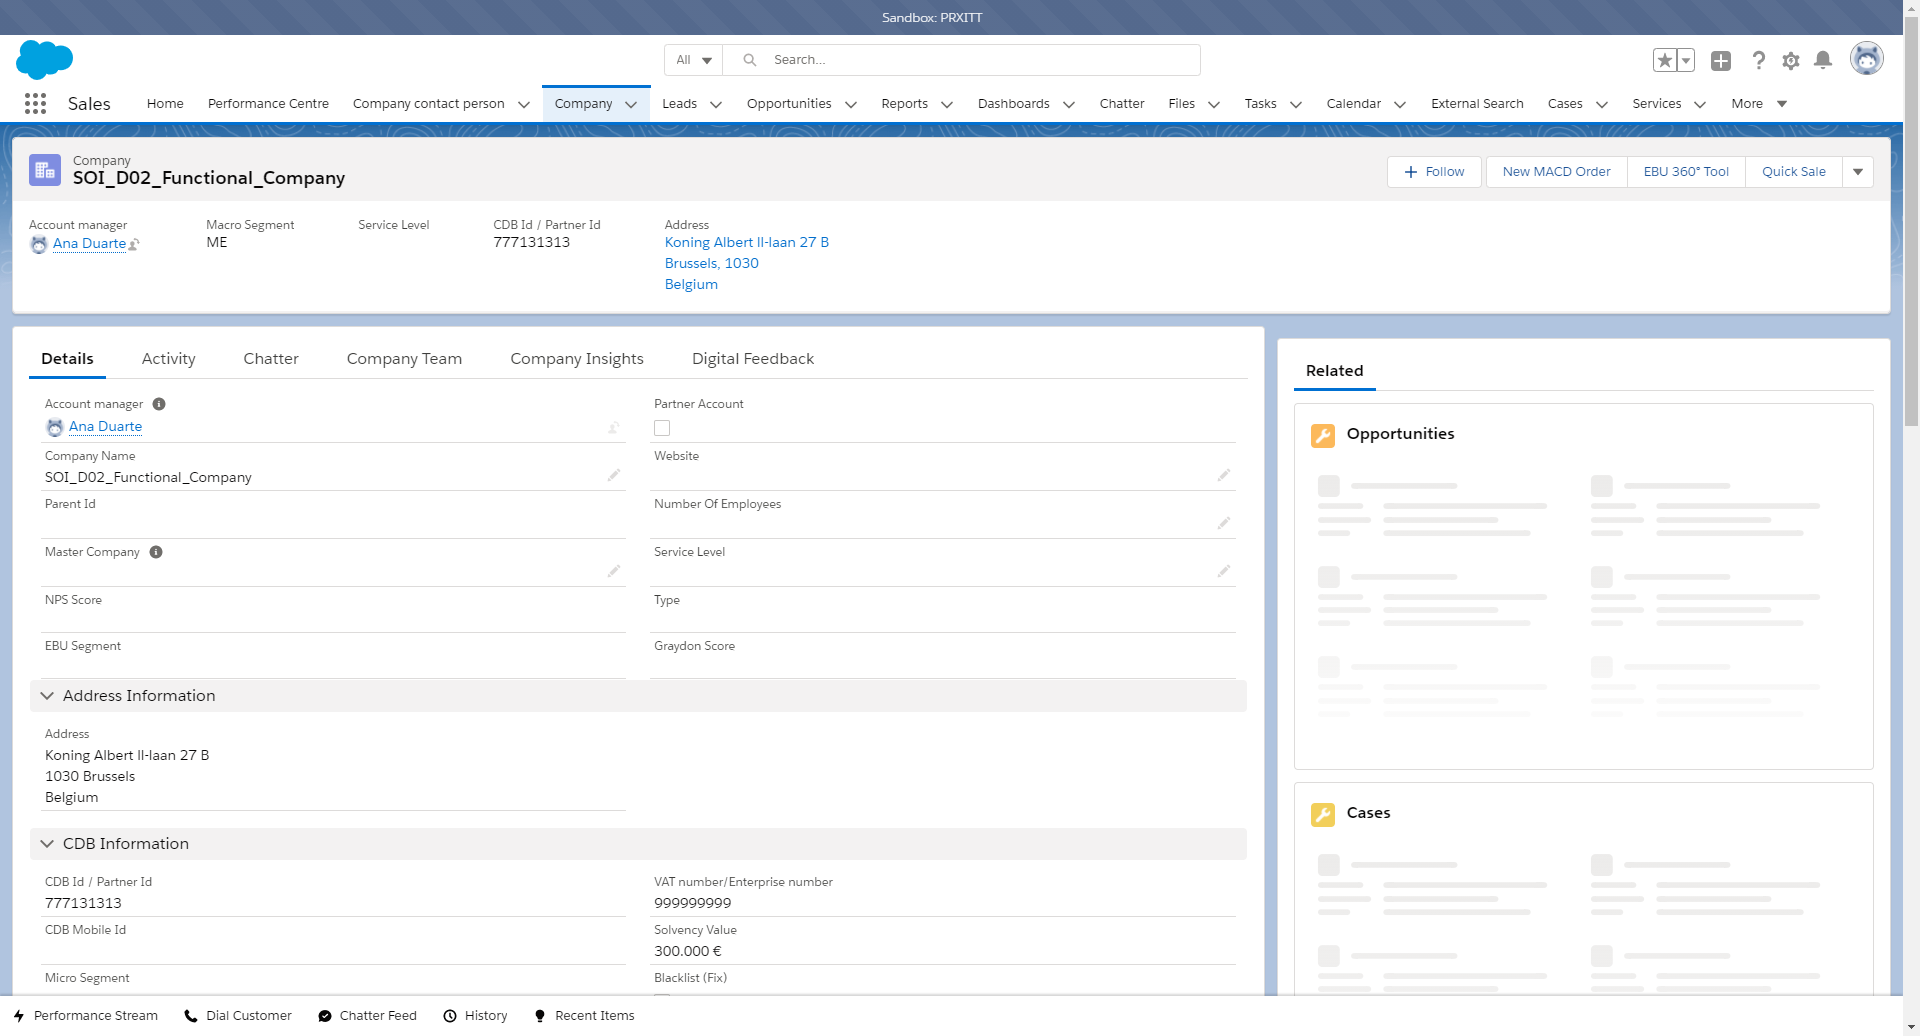 Sandbox: PRXITT
All
Search...
Sales
Home
Performance Centre
Company contact person
Company
Leads
Opportunities
Reports
Dashboards
Chatter
Files
Tasks
Calendar
External Search
Cases
Services
More
Company
SOI_D02_Functional_Company
Follow
New MACD Order
EBU 360° Tool
Quick Sale
Account manager
Ana Duarte
Macro Segment
ME
Service Level
CDB Id / Partner Id
777131313
Address
Koning Albert II-laan 27 B
Brussels, 1030
Belgium
Details
Activity
Chatter
Company Team
Company Insights
Digital Feedback
Account manager
Ana Duarte
Partner Account
Company Name
SOI_D02_Functional_Company
Website
Parent Id
Number Of Employees
Master Company
Service Level
NPS Score
Type
EBU Segment
Graydon Score
Address Information
Address
Koning Albert II-laan 27 B
1030 Brussels
Belgium
CDB Information
CDB Id / Partner Id
777131313
VAT number/Enterprise number
999999999
CDB Mobile Id
Solvency Value
300.000 €
Micro Segment
Blacklist (Fix)
Related
Opportunities
Cases
Performance Stream
Dial Customer
Chatter Feed
History
Recent Items